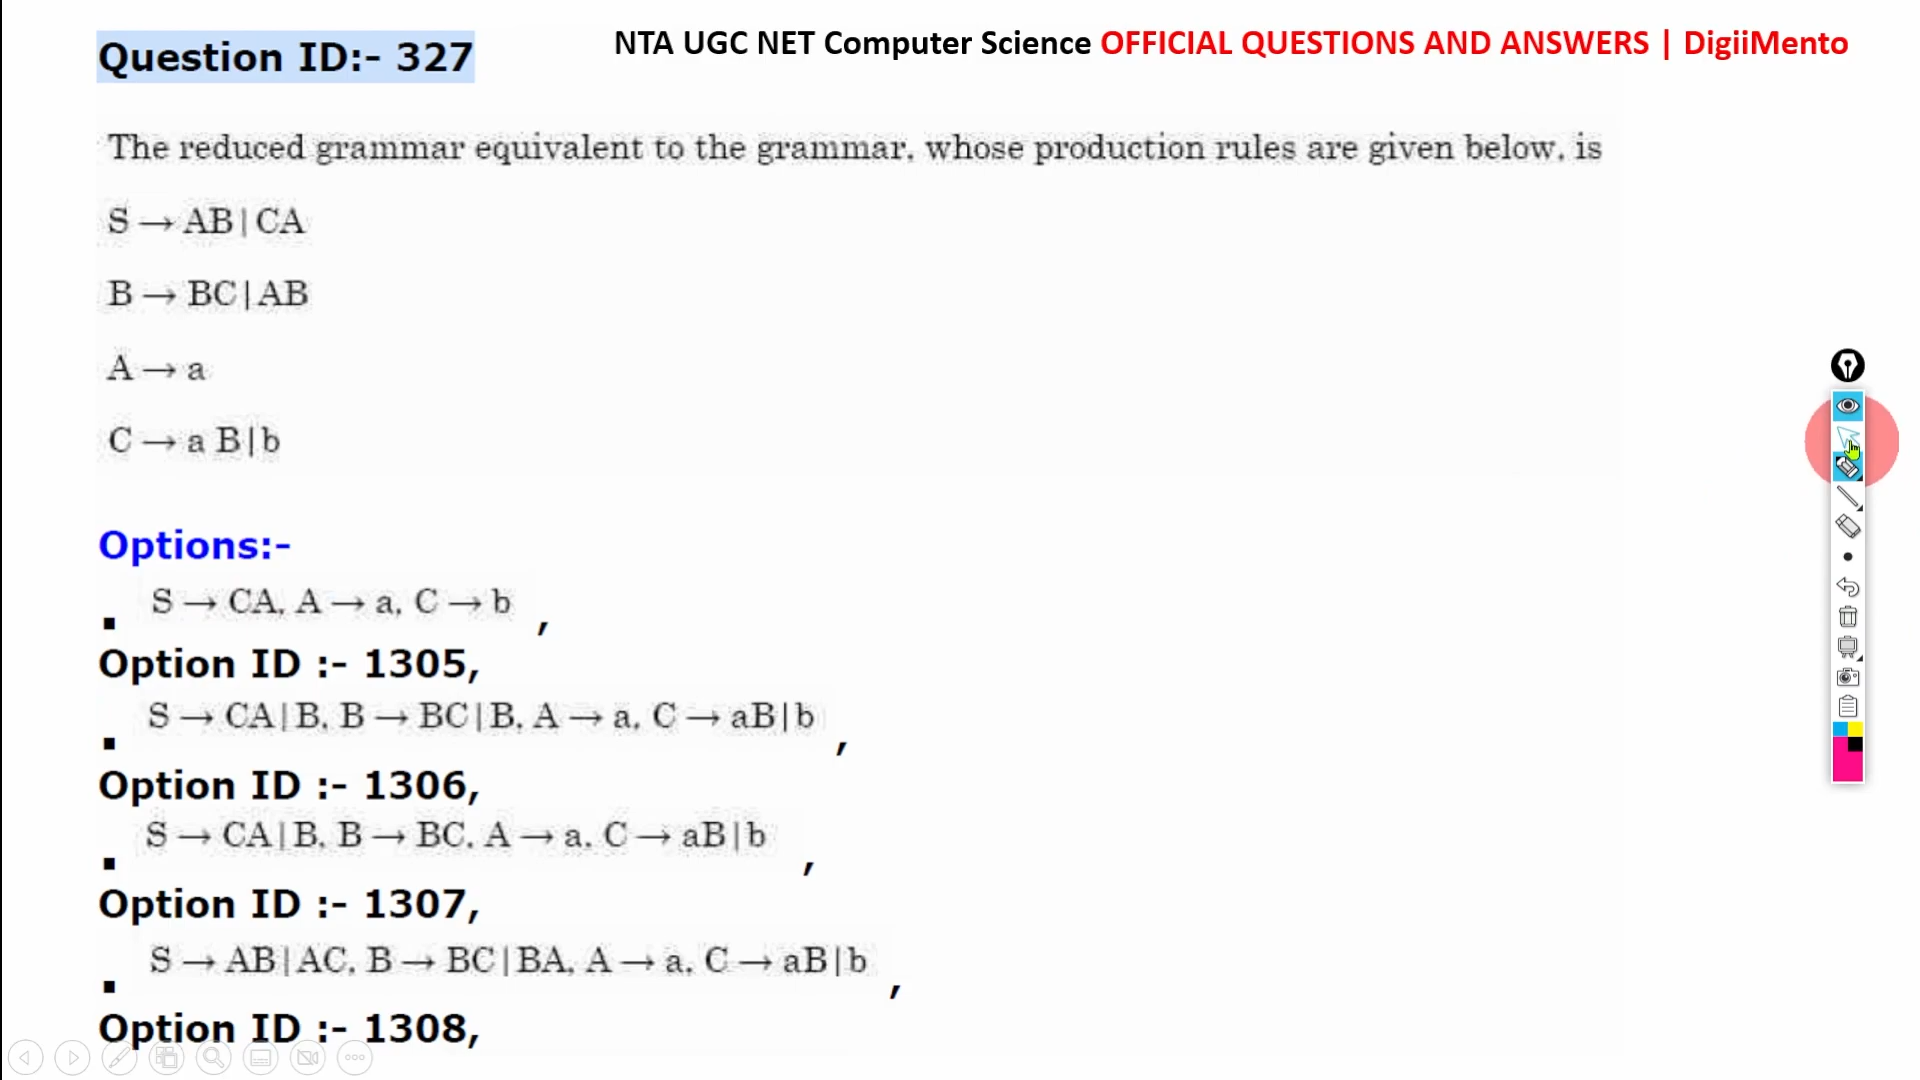 Question ID:- 327
NTA UGC NET Computer Science OFFICIAL QUESTIONS AND ANSWERS | DigiiMento
The reduced grammar equivalent to the grammar, whose production rules are given below, is
S → AB | CA
B → BC | AB
A → a
C → a B | b
Options:-
S → CA, A → a, C → b ,
Option ID :- 1305,
S → CA | B, B → BC | B, A → a, C → aB | b ,
Option ID :- 1306,
S → CA | B, B → BC, A → a, C → aB | b ,
Option ID :- 1307,
S → AB | AC, B → BC | BA, A → a, C → aB | b ,
Option ID :- 1308,